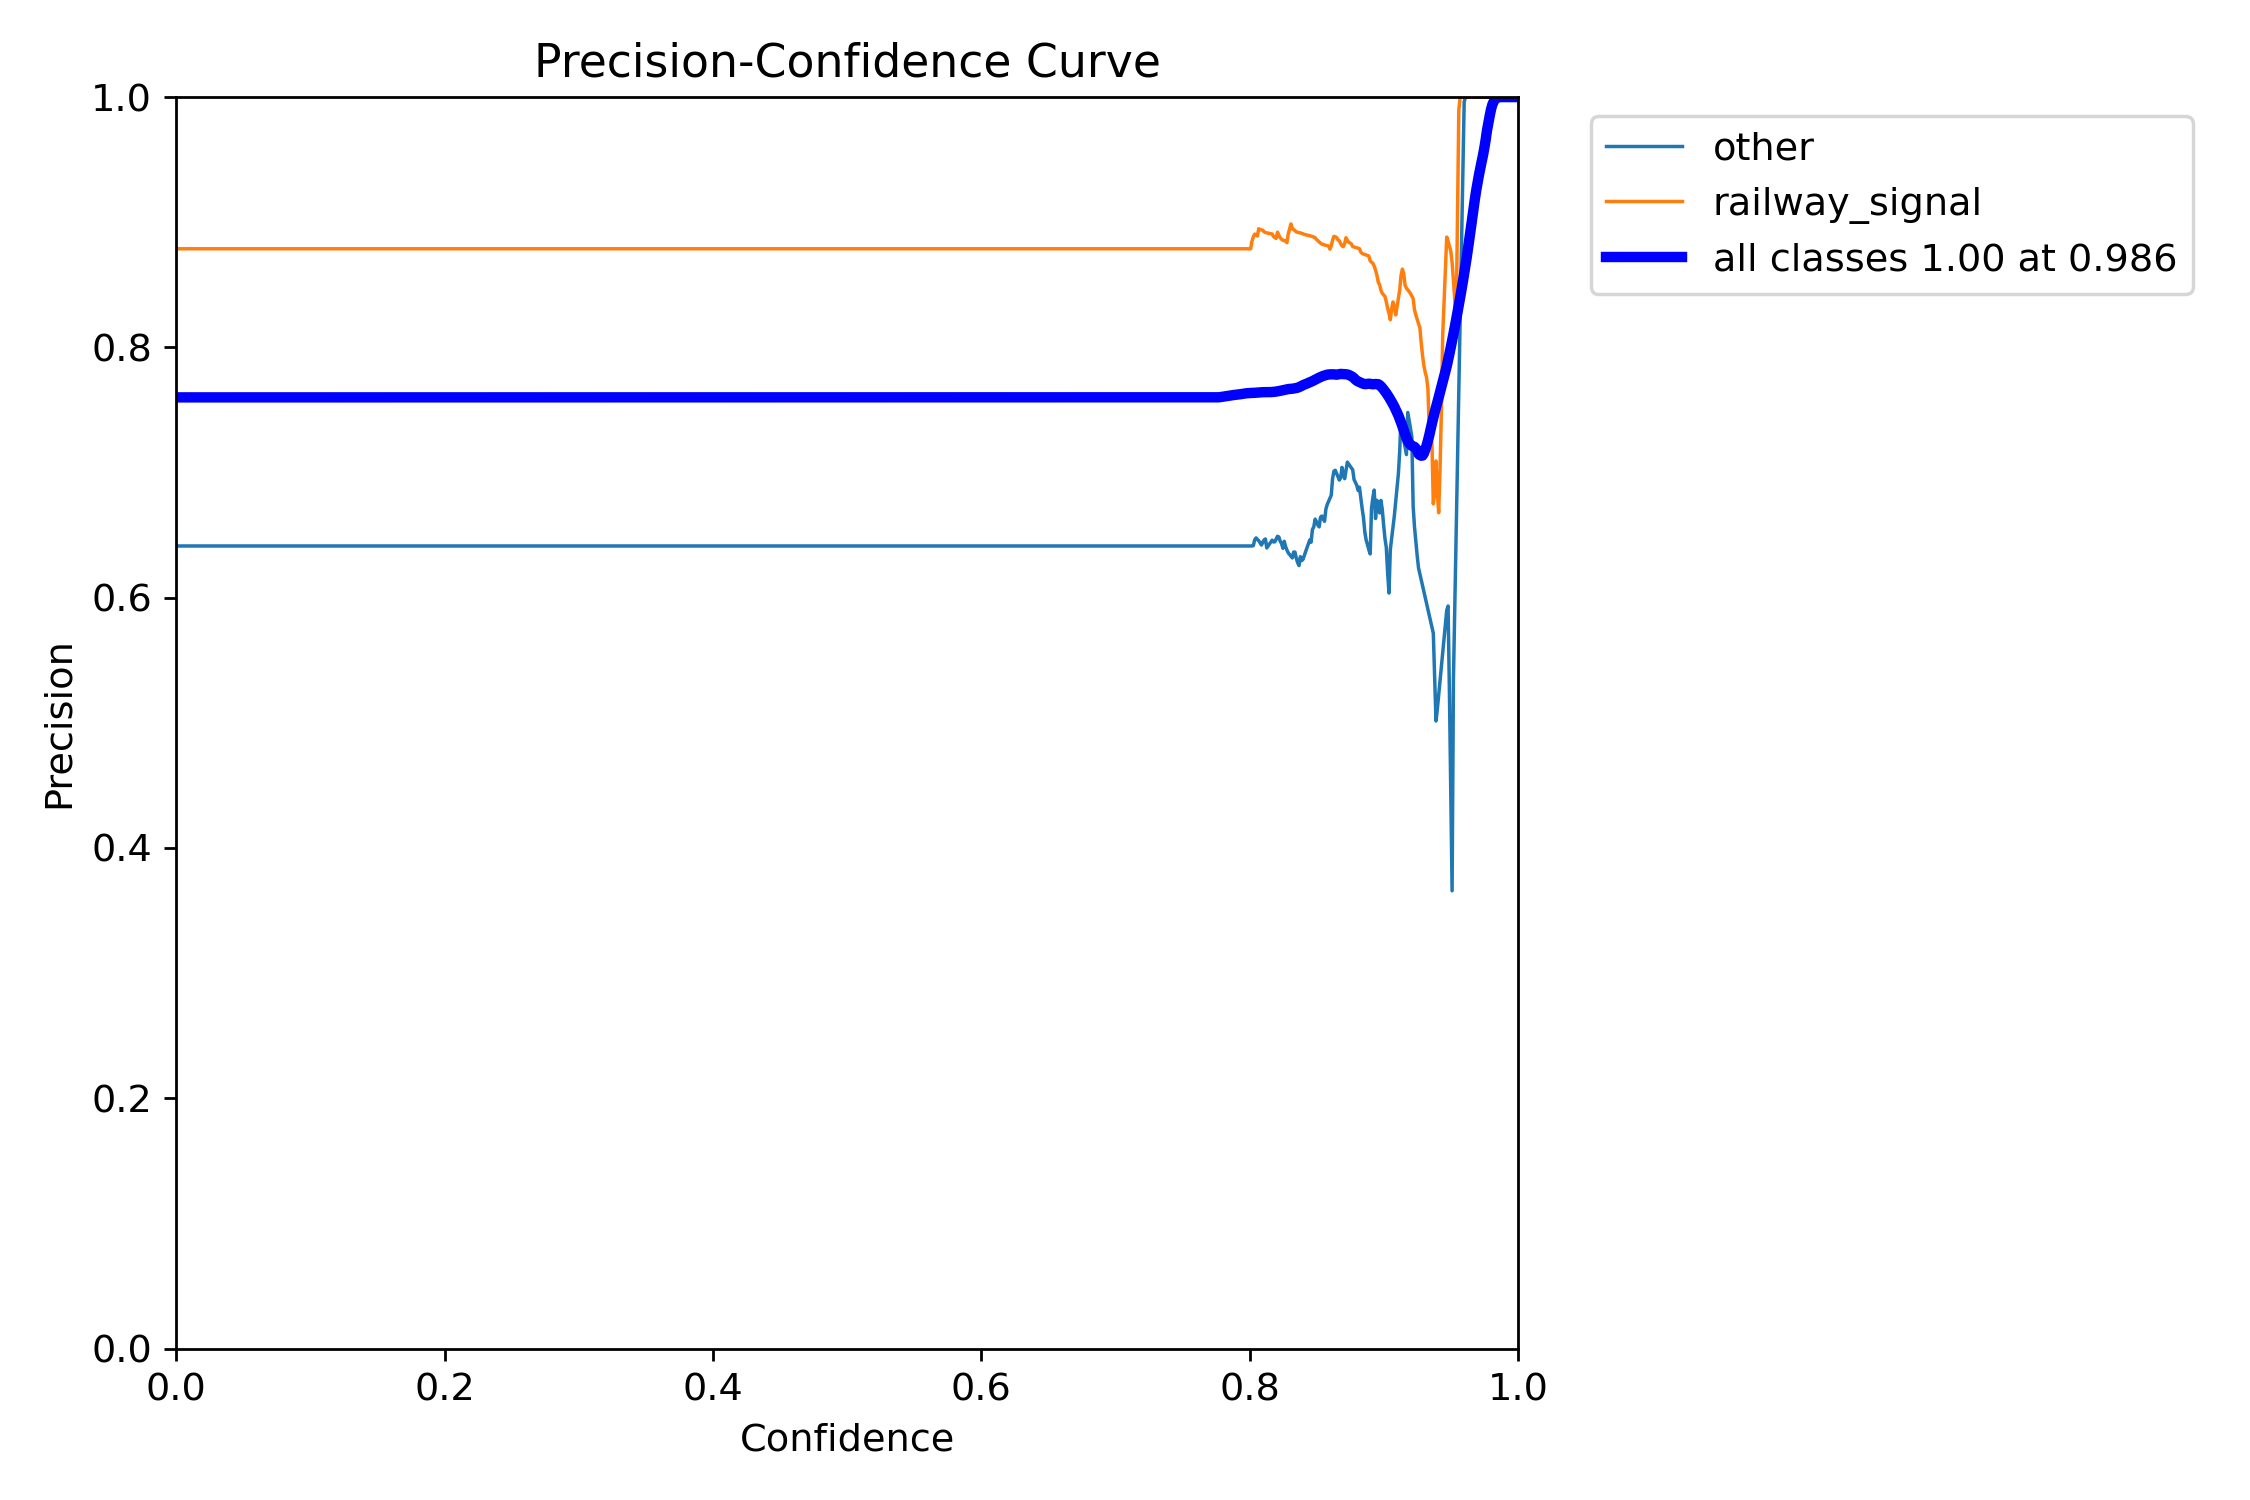 Precision-Confidence Curve
1.0
0.8
0.6
0.4
0.2
0.0
Precision
0.0 0.2 0.4 0.6 0.8 1.0
Confidence
other
railway_signal
all classes 1.00 at 0.986